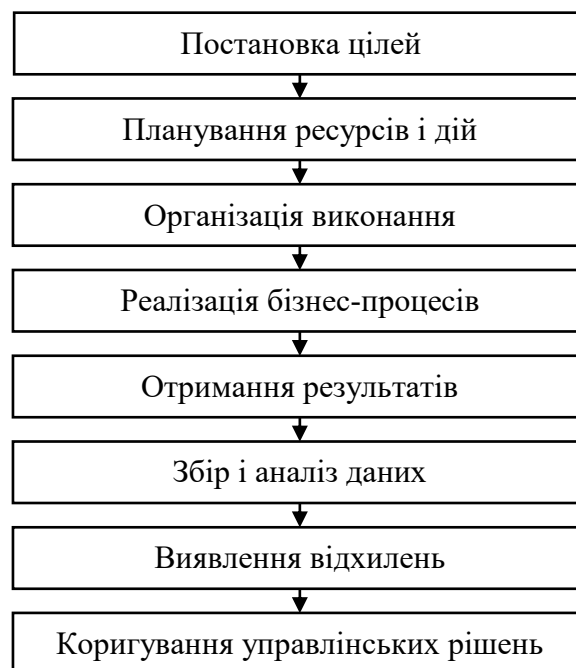 Постановка цілей
Планування ресурсів і дій
Організація виконання
Реалізація бізнес-процесів
Отримання результатів
Збір і аналіз даних
Виявлення відхилень
Коригування управлінських рішень